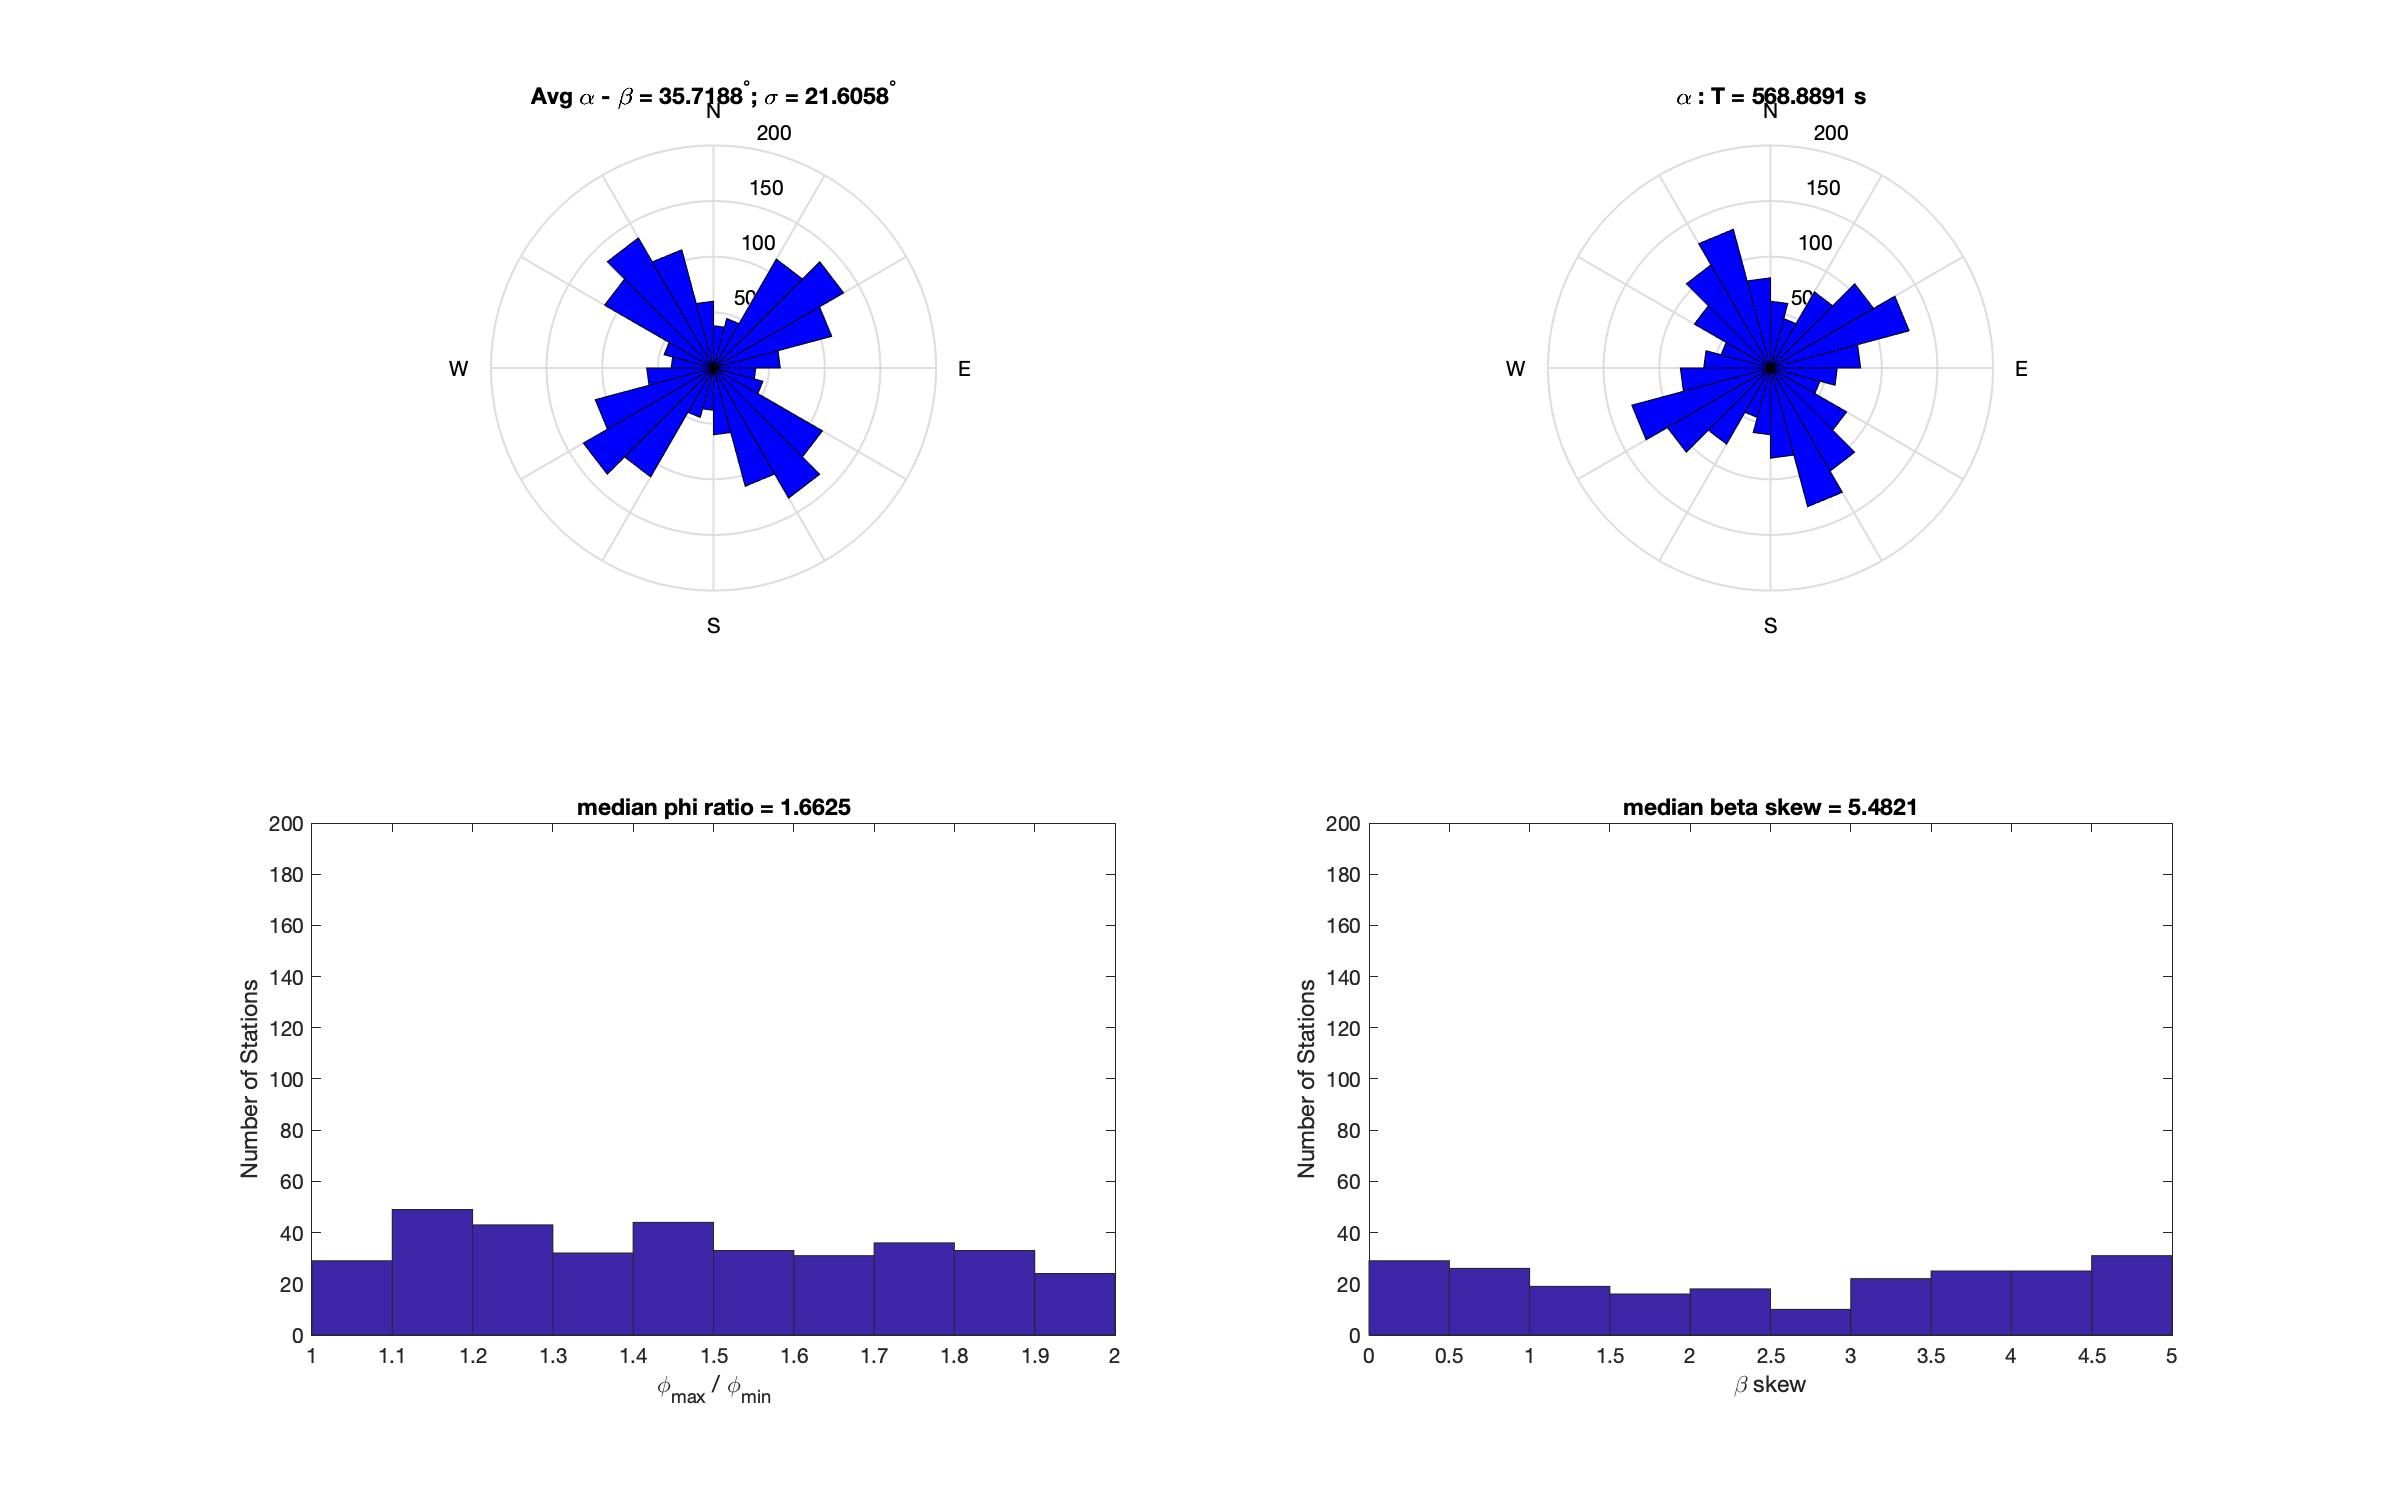 Avg α - β = 35.7188°; σ = 21.6058°
N
200
150
100
50
W
E
S
α : T = 568.8891 s
N
200
150
100
50
W
E
S
median phi ratio = 1.6625
200
180
160
140
120
100
80
60
40
20
0
Number of Stations
1 1.1 1.2 1.3 1.4 1.5 1.6 1.7 1.8 1.9 2
ϕmax / ϕmin
median beta skew = 5.4821
200
180
160
140
120
100
80
60
40
20
0
Number of Stations
0 0.5 1 1.5 2 2.5 3 3.5 4 4.5 5
β skew